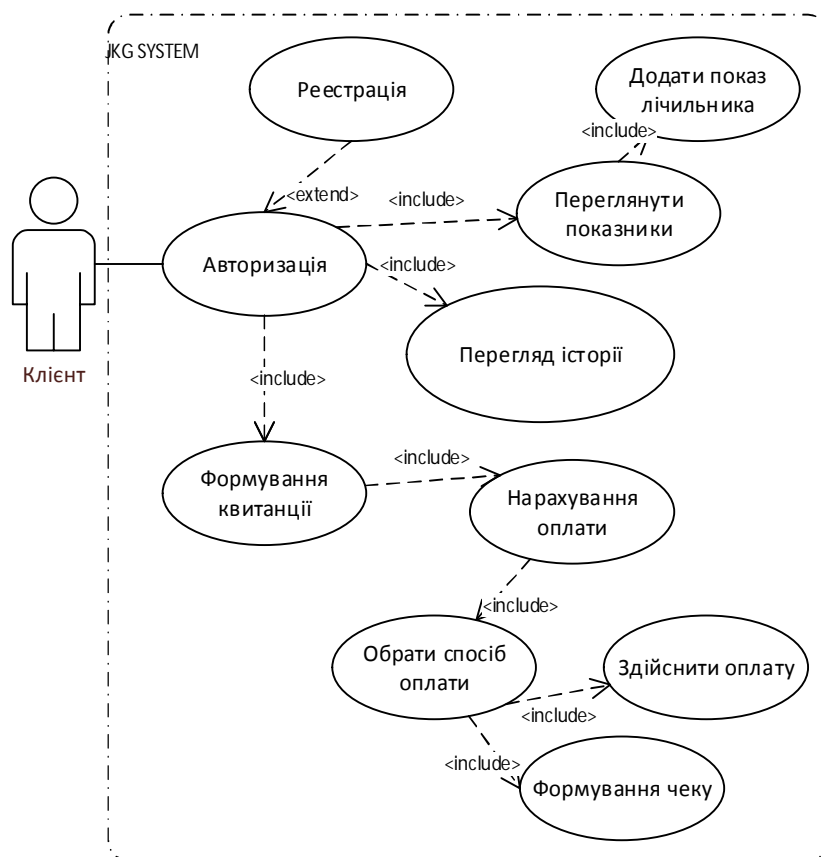 JKG SYSTEM
Реестрація
Додати показ
лічильника
<include>
<extend>
<include>
Переглянути
показники
Авторизація
<include>
Перегляд історії
Клієнт
<include>
Формування
квитанції
<include>
Нарахування
оплати
<include>
Обрати спосіб
оплати
Здійснити оплату
<include>
<include>
Формування чеку